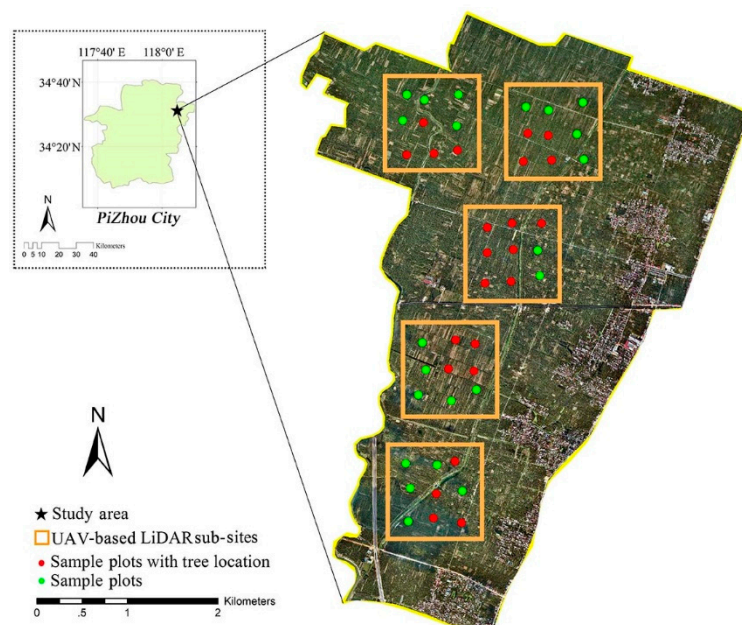 117°40' E 118°0' E
34°40' N
34°20' N
PiZhou City
N
Kilometers
0 5 10 20 30 40
N
Study area
UAV-based LiDAR sub-sites
Sample plots with tree location
Sample plots
Kilometers
0 .5 1 2